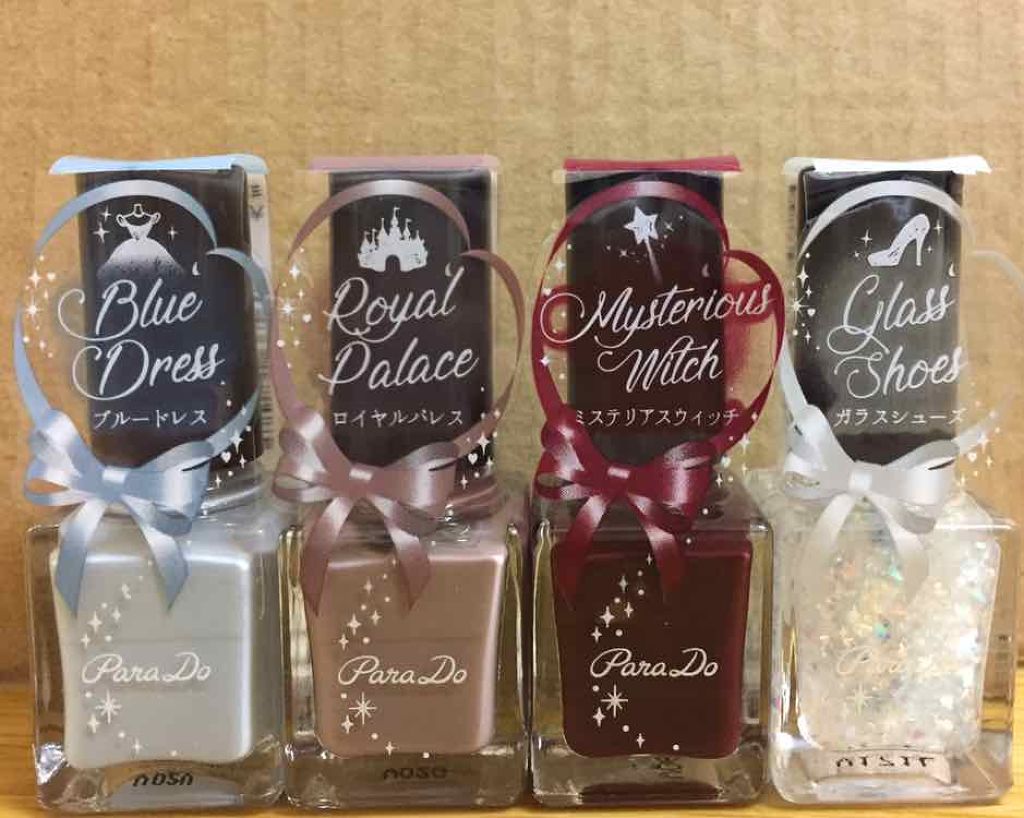 Blue
Dress
ブルードレス
ParaDo
Royal
Palace
ロイヤルパレス
ParaDo
Mysterious
Witch
ミステリアスウィッチ
ParaDo
Glass
Shoes
ガラスシューズ
ParaDo